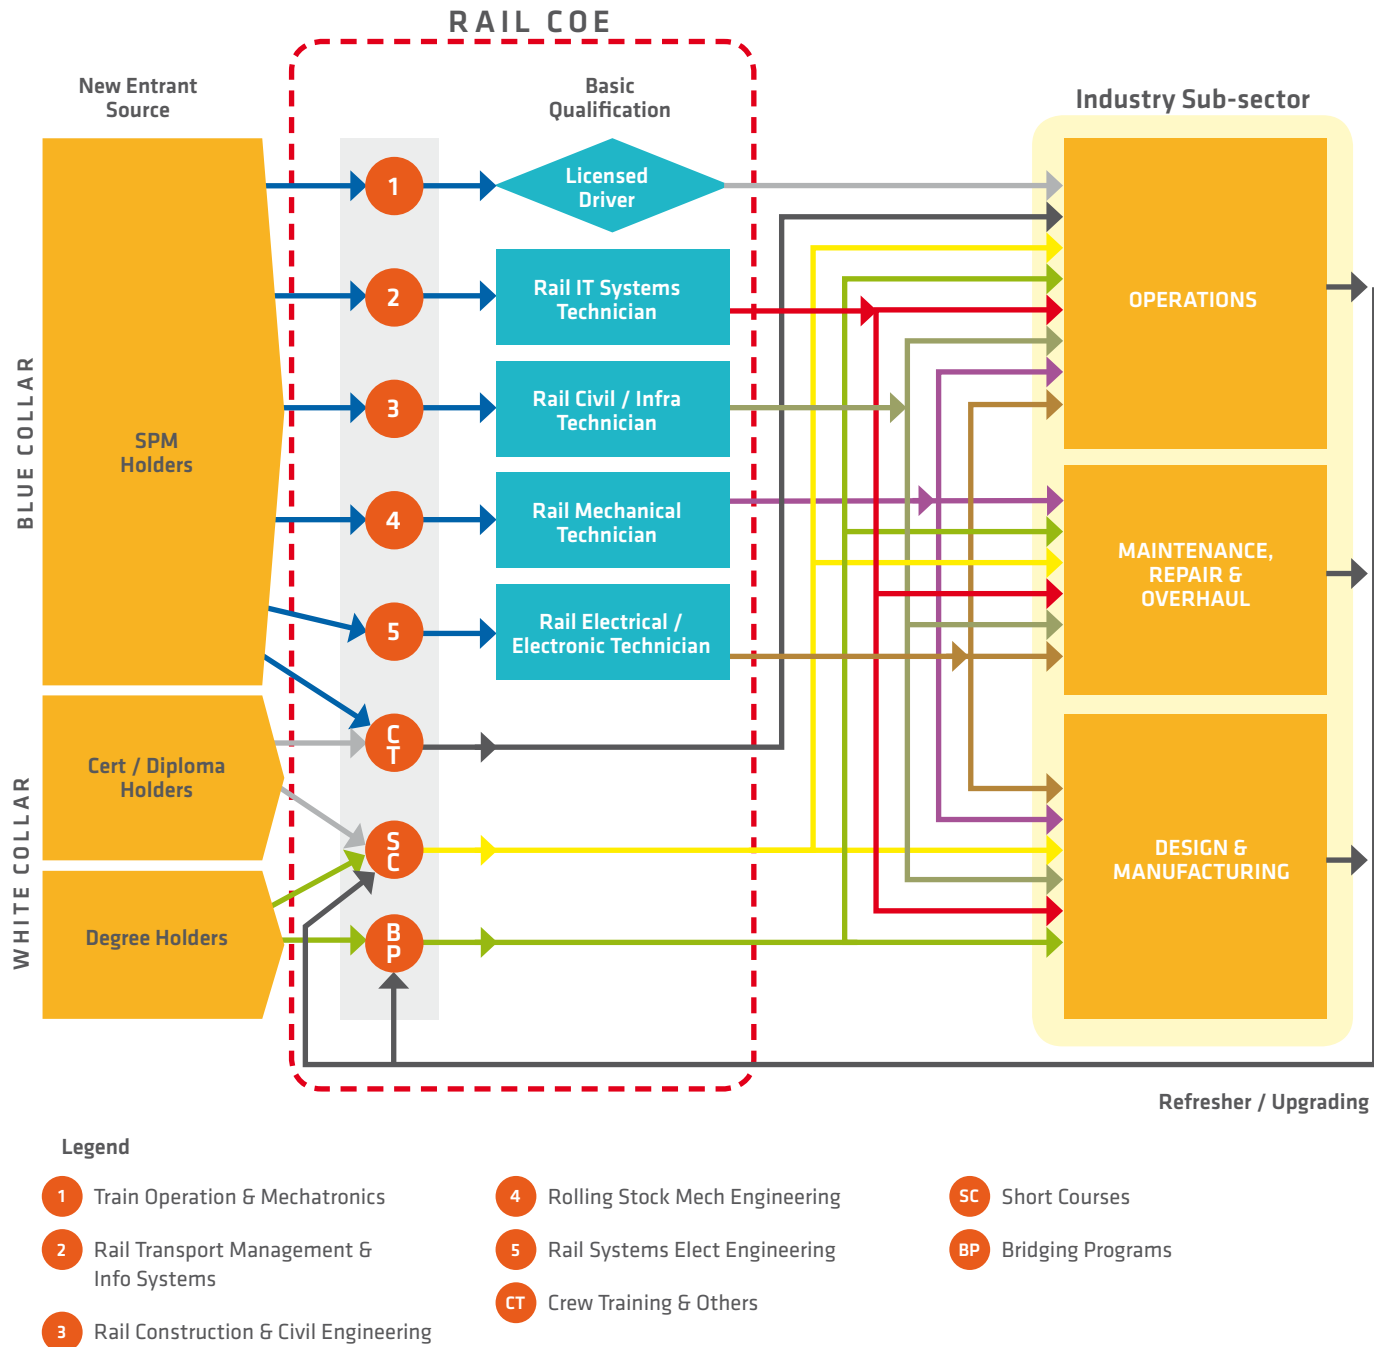 RAIL COE
New Entrant
Source
Basic
Qualification
Industry Sub-sector
BLUE COLLAR
WHITE COLLAR
SPM
Holders
Cert / Diploma
Holders
Degree Holders
1
2
3
4
5
C
T
S
C
B
P
Licensed
Driver
Rail IT Systems
Technician
Rail Civil / Infra
Technician
Rail Mechanical
Technician
Rail Electrical /
Electronic Technician
OPERATIONS
MAINTENANCE,
REPAIR &
OVERHAUL
DESIGN &
MANUFACTURING
Refresher / Upgrading
Legend
1 Train Operation & Mechatronics
2 Rail Transport Management &
Info Systems
3 Rail Construction & Civil Engineering
4 Rolling Stock Mech Engineering
5 Rail Systems Elect Engineering
CT Crew Training & Others
SC Short Courses
BP Bridging Programs